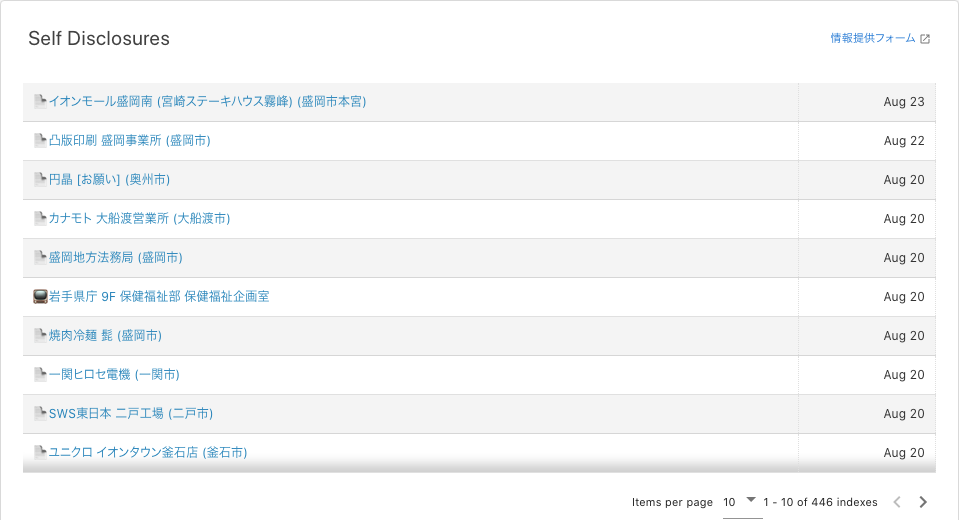 Self Disclosures
情報提供フォーム
イオンモール盛岡南 (宮崎ステーキハウス霧峰) (盛岡市本宮) Aug 23
凸版印刷 盛岡事業所 (盛岡市) Aug 22
円晶 [お願い] (奥州市) Aug 20
カナモト 大船渡営業所 (大船渡市) Aug 20
盛岡地方法務局 (盛岡市) Aug 20
岩手県庁 9F 保健福祉部 保健福祉企画室 Aug 20
焼肉冷麺 髭 (盛岡市) Aug 20
一関ヒロセ電機 (一関市) Aug 20
SWS東日本 二戸工場 (二戸市) Aug 20
ユニクロ イオンタウン釜石店 (釜石市) Aug 20
Items per page 10 1 - 10 of 446 indexes